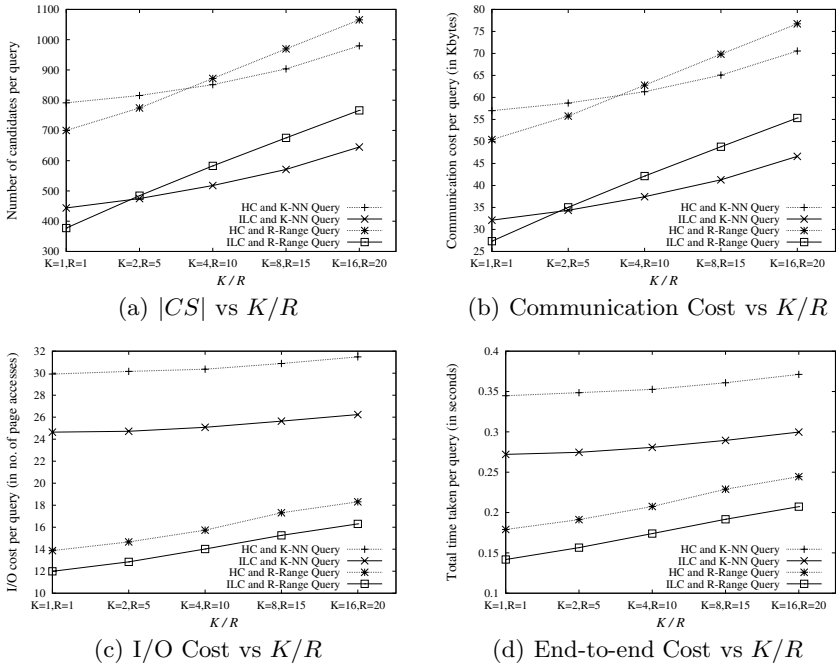 1100
1000
900
800
700
600
500
400
300
Number of candidates per query
HC and K-NN Query
ILC and K-NN Query
HC and R-Range Query
ILC and R-Range Query
K=1,R=1 K=2,R=5 K=4,R=10 K=8,R=15 K=16,R=20
K / R
(a) |CS| vs K/R
80
75
70
65
60
55
50
45
40
35
30
25
Communication cost per query (in Kbytes)
HC and K-NN Query
ILC and K-NN Query
HC and R-Range Query
ILC and R-Range Query
K=1,R=1 K=2,R=5 K=4,R=10 K=8,R=15 K=16,R=20
K / R
(b) Communication Cost vs K/R
32
30
28
26
24
22
20
18
16
14
12
10
I/O cost per query (in no. of page accesses)
HC and K-NN Query
ILC and K-NN Query
HC and R-Range Query
ILC and R-Range Query
K=1,R=1 K=2,R=5 K=4,R=10 K=8,R=15 K=16,R=20
K / R
(c) I/O Cost vs K/R
0.4
0.35
0.3
0.25
0.2
0.15
0.1
Total time taken per query (in seconds)
HC and K-NN Query
ILC and K-NN Query
HC and R-Range Query
ILC and R-Range Query
K=1,R=1 K=2,R=5 K=4,R=10 K=8,R=15 K=16,R=20
K / R
(d) End-to-end Cost vs K/R